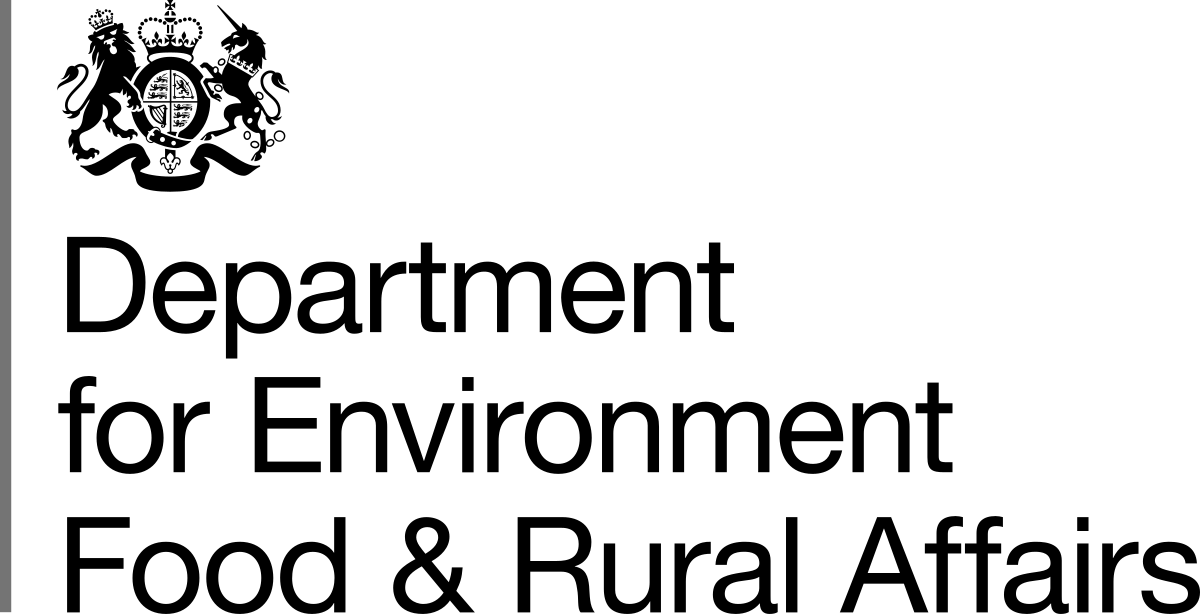 Department
for Environment
Food & Rural Affairs